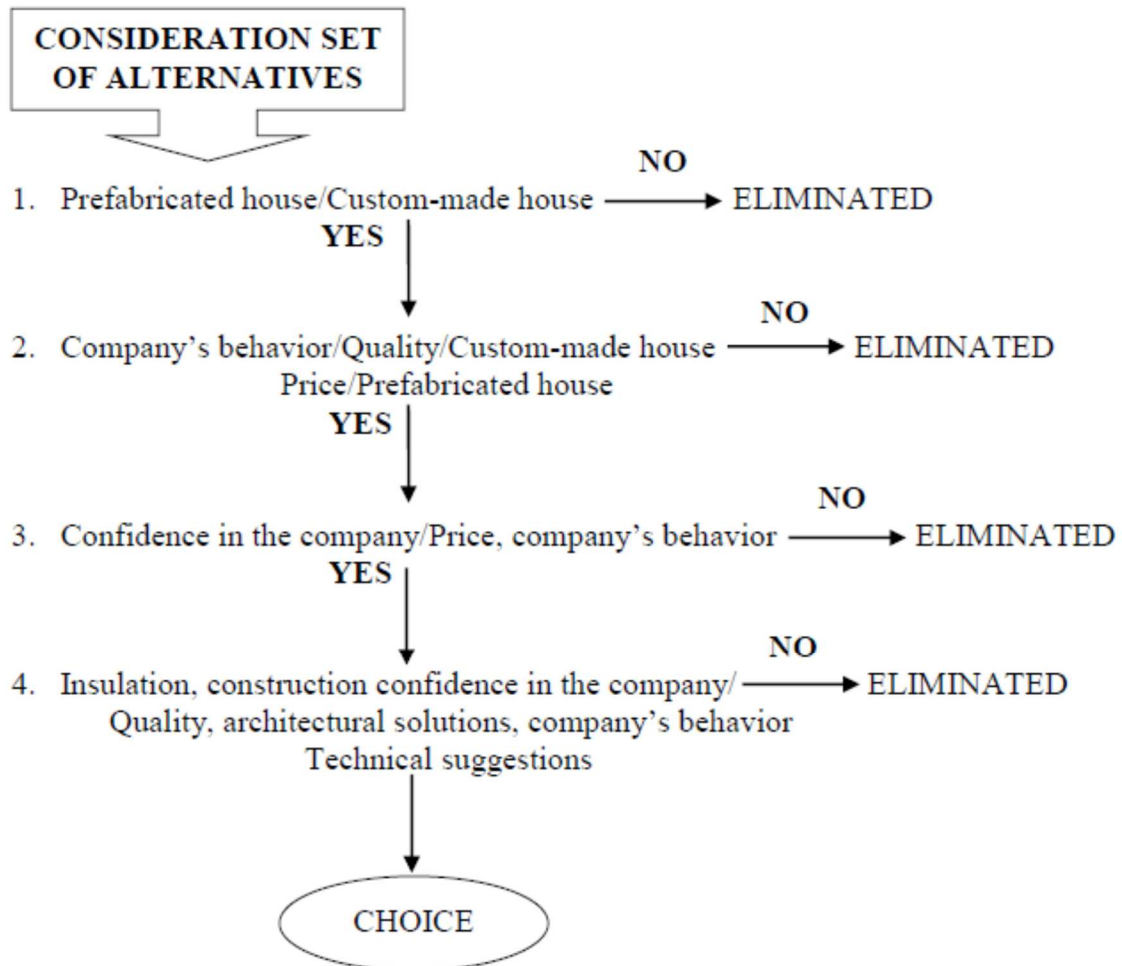 CONSIDERATION SET
OF ALTERNATIVES
NO
1. Prefabricated house/Custom-made house ELIMINATED
YES
NO
2. Company's behavior/Quality/Custom-made house ELIMINATED
Price/Prefabricated house
YES
NO
3. Confidence in the company/Price, company's behavior ELIMINATED
YES
NO
4. Insulation, construction confidence in the company/ ELIMINATED
Quality, architectural solutions, company's behavior
Technical suggestions
CHOICE